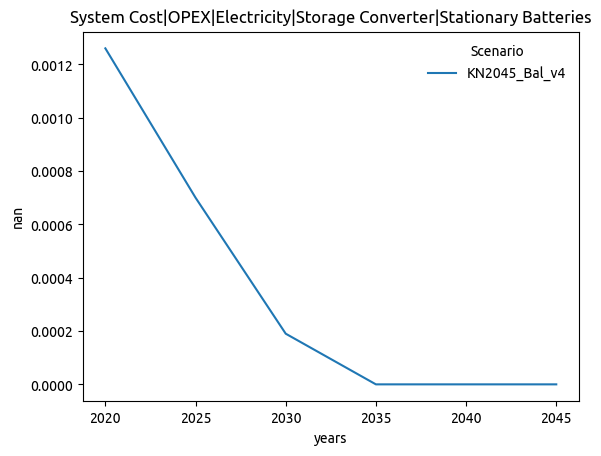 System Cost|OPEX|Electricity|Storage Converter|Stationary Batteries
Scenario
KN2045_Bal_v4
0.0012
0.0010
0.0008
0.0006
0.0004
0.0002
0.0000
nan
2020 2025 2030 2035 2040 2045
years